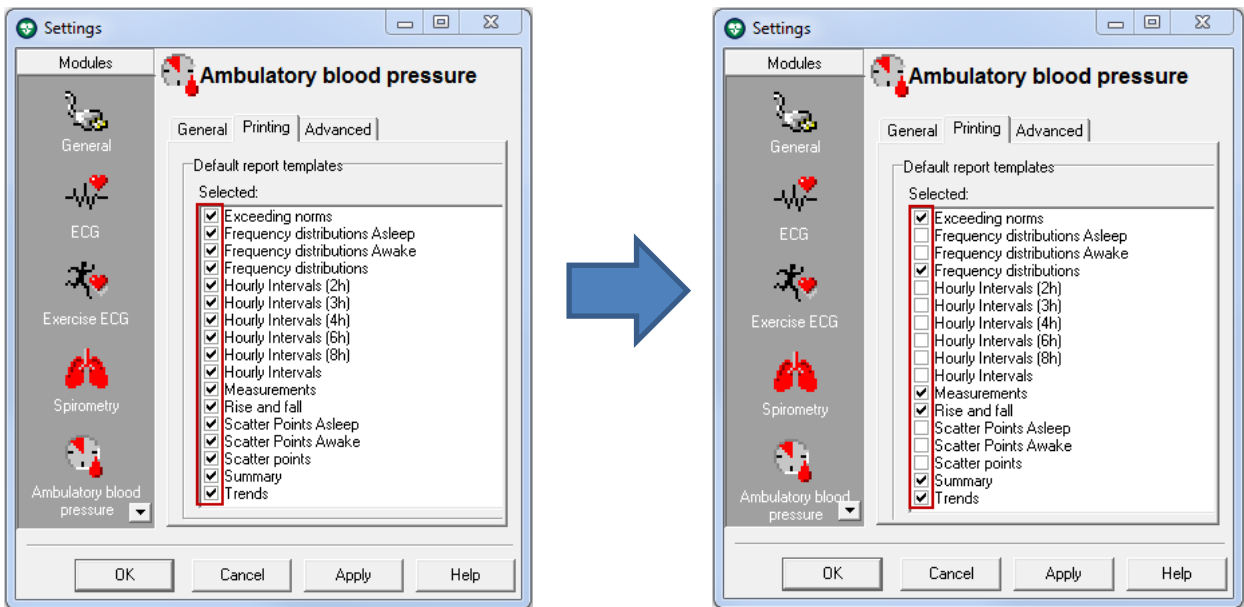 Settings
Modules
General
ECG
Exercise ECG
Spirometry
Ambulatory blood
pressure
Ambulatory blood pressure
General Printing Advanced
Default report templates
Selected:
Exceeding norms
Frequency distributions Asleep
Frequency distributions Awake
Frequency distributions
Hourly Intervals (2h)
Hourly Intervals (3h)
Hourly Intervals (4h)
Hourly Intervals (6h)
Hourly Intervals (8h)
Hourly Intervals
Measurements
Rise and fall
Scatter Points Asleep
Scatter Points Awake
Scatter points
Summary
Trends
OK Cancel Apply Help
Settings
Modules
General
ECG
Exercise ECG
Spirometry
Ambulatory blood
pressure
Ambulatory blood pressure
General Printing Advanced
Default report templates
Selected:
Exceeding norms
Frequency distributions Asleep
Frequency distributions Awake
Frequency distributions
Hourly Intervals (2h)
Hourly Intervals (3h)
Hourly Intervals (4h)
Hourly Intervals (6h)
Hourly Intervals (8h)
Hourly Intervals
Measurements
Rise and fall
Scatter Points Asleep
Scatter Points Awake
Scatter points
Summary
Trends
OK Cancel Apply Help